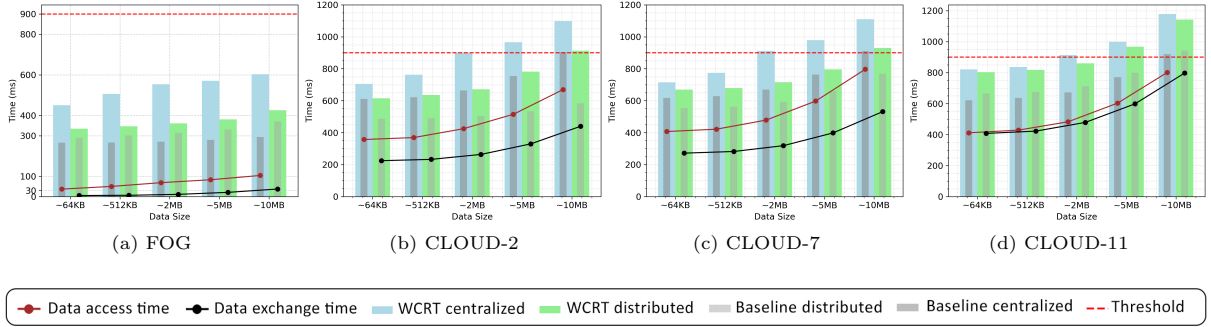 900
600
400
300
100
30
0
Time (ms)
~64KB ~512KB ~2MB ~5MB ~10MB
Data Size
(a) FOG
1200
1000
800
600
400
200
0
Time (ms)
~64KB ~512KB ~2MB ~5MB ~10MB
Data Size
(b) CLOUD-2
1200
1000
800
600
400
200
0
Time (ms)
~64KB ~512KB ~2MB ~5MB ~10MB
Data Size
(c) CLOUD-7
1200
1000
800
600
400
200
0
Time (ms)
~64KB ~512KB ~2MB ~5MB ~10MB
Data Size
(d) CLOUD-11
Data access time Data exchange time WCRT centralized WCRT distributed Baseline distributed Baseline centralized Threshold